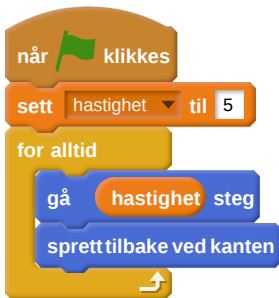 når klikkes
sett hastighet til 5
for alltid
gå hastighet steg
sprett tilbake ved kanten